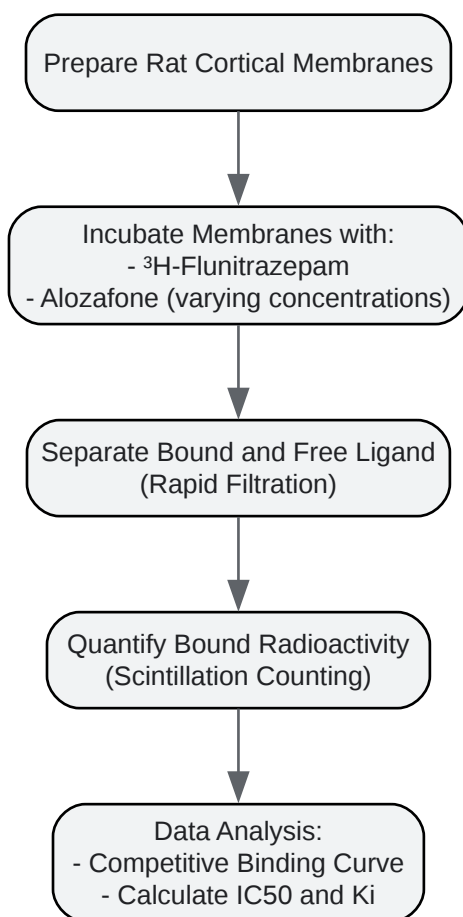 Prepare Rat Cortical Membranes
Incubate Membranes with:
- ³H-Flunitrazepam
- Alozafone (varying concentrations)
Separate Bound and Free Ligand
(Rapid Filtration)
Quantify Bound Radioactivity
(Scintillation Counting)
Data Analysis:
- Competitive Binding Curve
- Calculate IC50 and Ki